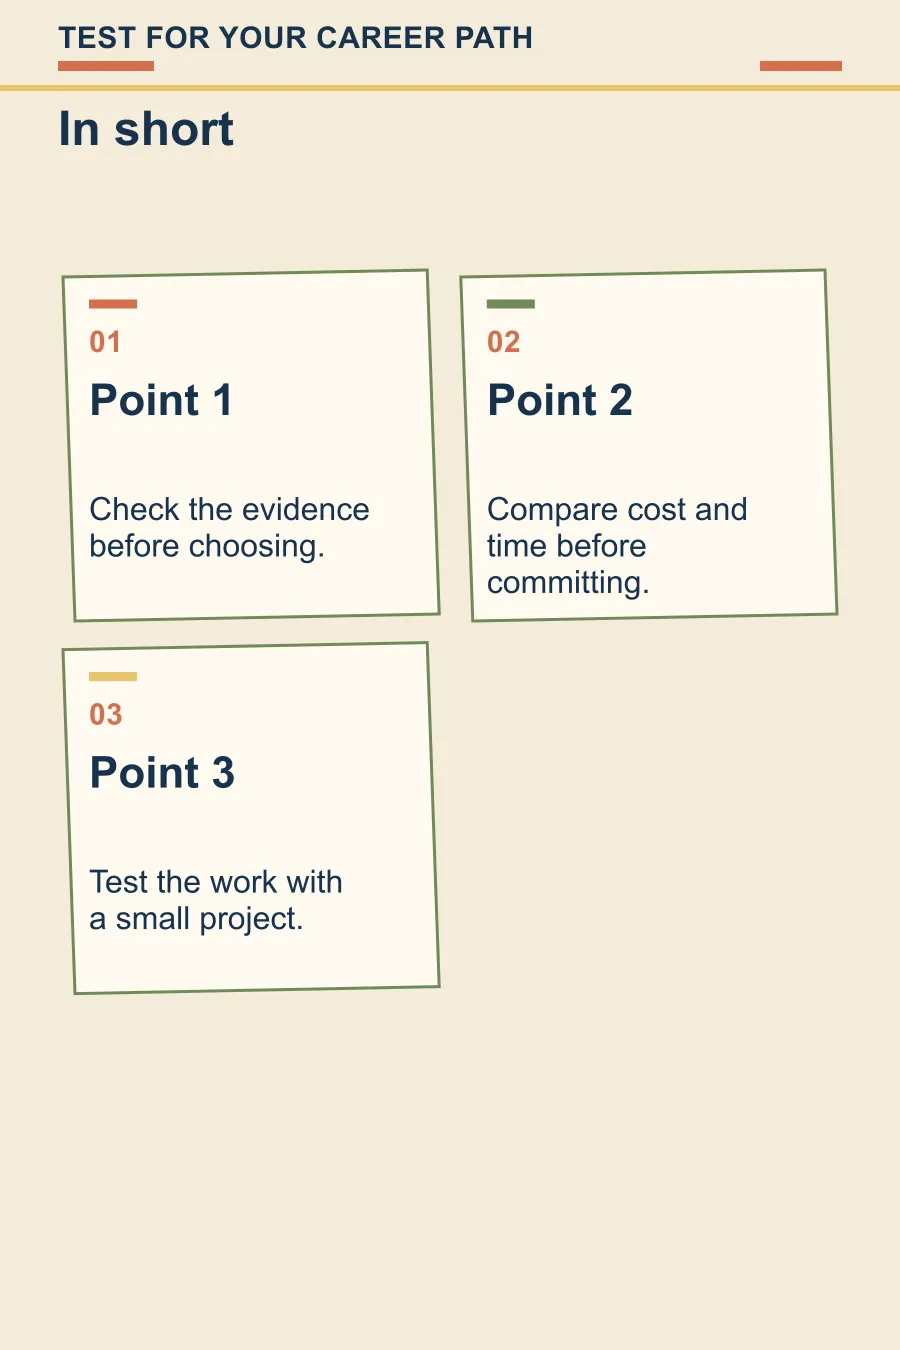 TEST FOR YOUR CAREER PATH
In short
01
Point 1
Check the evidence
before choosing.
02
Point 2
Compare cost and
time before
committing.
03
Point 3
Test the work with
a small project.